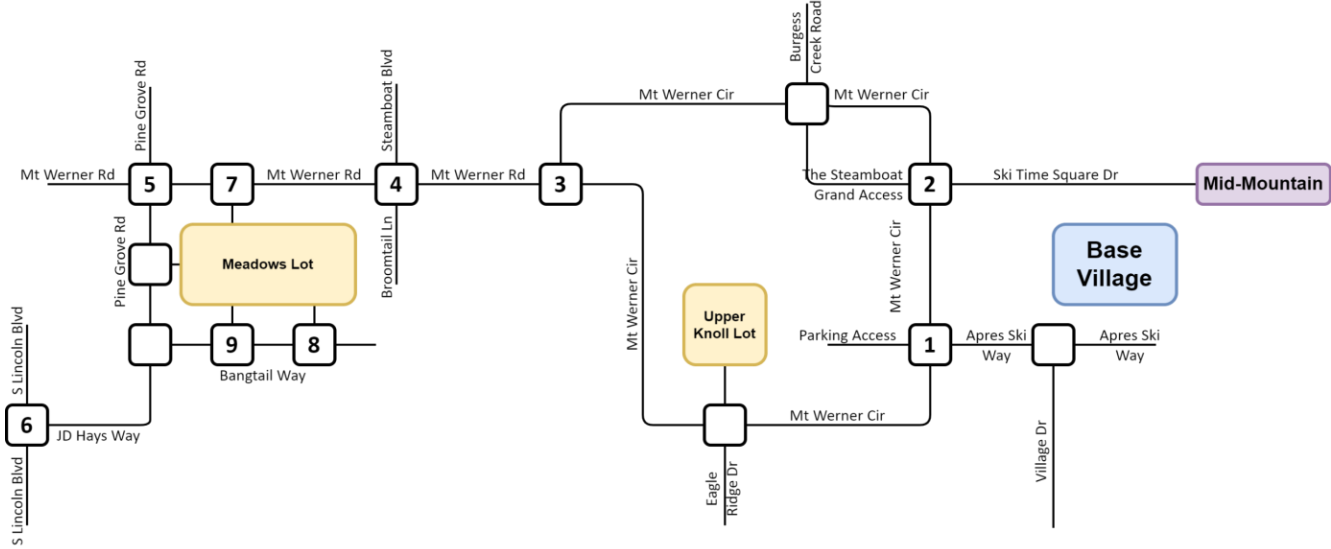 Burgess
Creek Road
Mt Werner Cir
Mt Werner Cir
Pine Grove Rd
Steamboat Blvd
Mt Werner Rd
5
7
Mt Werner Rd
4
Mt Werner Rd
3
The Steamboat
Grand Access
2
Ski Time Square Dr
Mid-Mountain
Pine Grove Rd
Meadows Lot
Broomtail Ln
Mt Werner Cir
Mt Werner Cir
Base
Village
Upper
Knoll Lot
S Lincoln Blvd
9
8
Bangtail Way
Parking Access
1
Apres Ski
Way
Apres Ski
Way
6
JD Hays Way
Mt Werner Cir
S Lincoln Blvd
Eagle
Ridge Dr
Village Dr